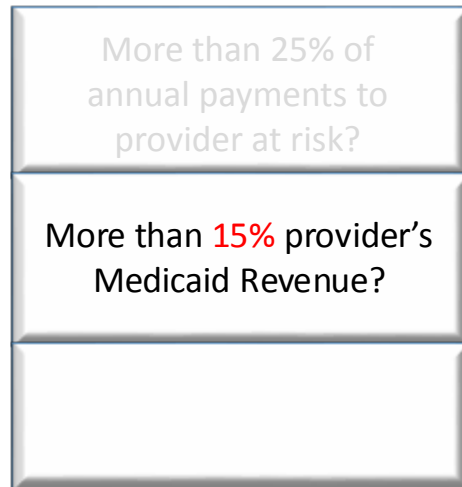 More than 25% of
annual payments to
provider at risk?
More than 15% provider’s
Medicaid Revenue?